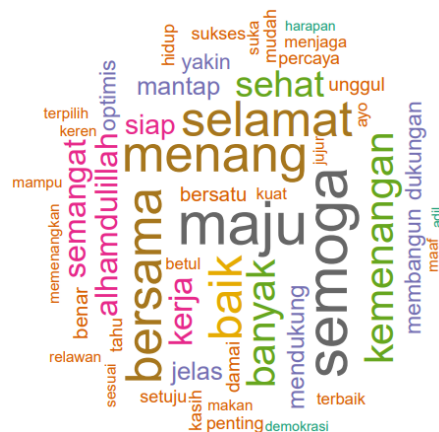 harapan
hidup
sukses
suka
mudah
menjaga
yakin
percaya
mantap
sehat
unggul
terpilih
optimis
siap
selamat
ayo
keren
menang
jujur
mampu
semangat
alhamdulillah
bersatu
kuat
maju
semoga
kemenangan
membangun
dukungan
adil
maaf
memenangkan
bersama
betul
kerja
baik
banyak
mendukung
benar
tahu
relawan
sesuai
jelas
damai
setuju
kasih
makan
penting
terbaik
demokrasi